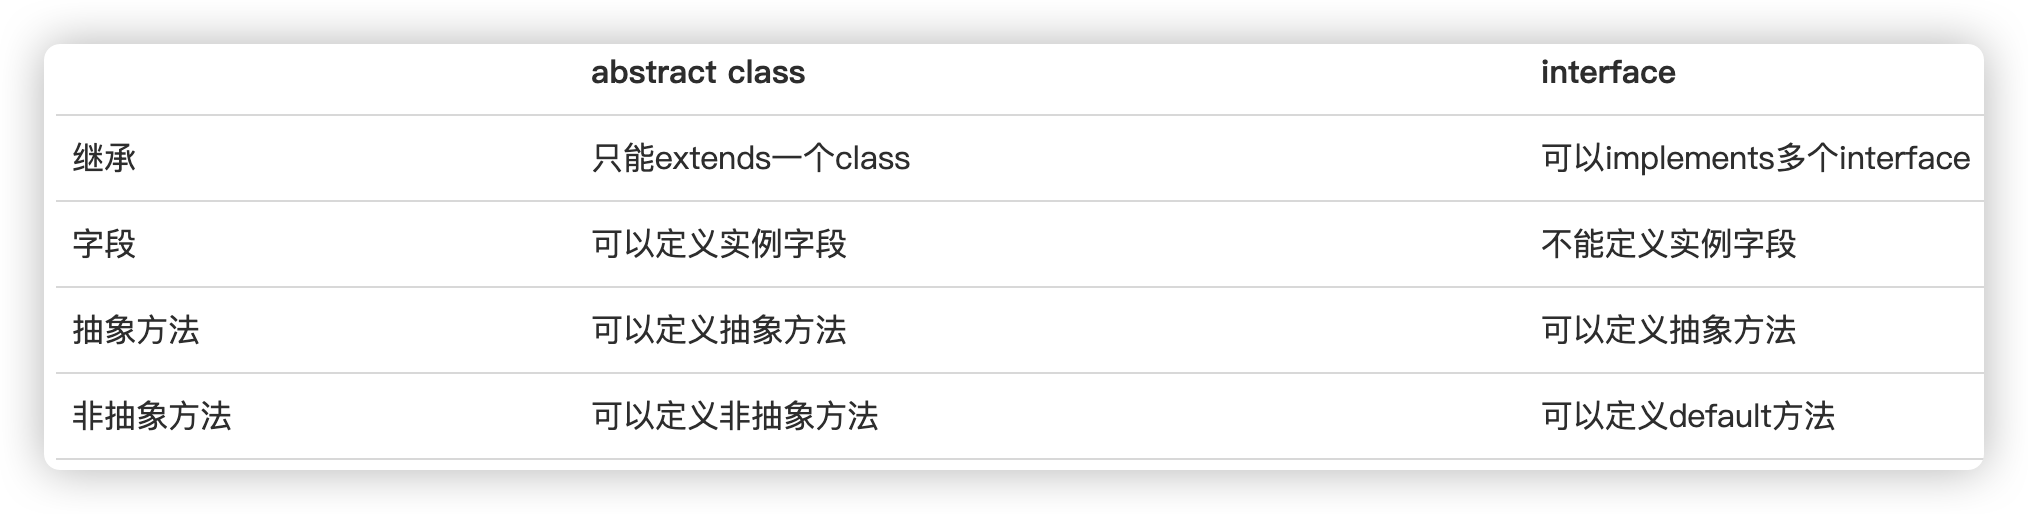 abstract class interface
继承 只能extends一个class 可以implements多个interface
字段 可以定义实例字段 不能定义实例字段
抽象方法 可以定义抽象方法 可以定义抽象方法
非抽象方法 可以定义非抽象方法 可以定义default方法